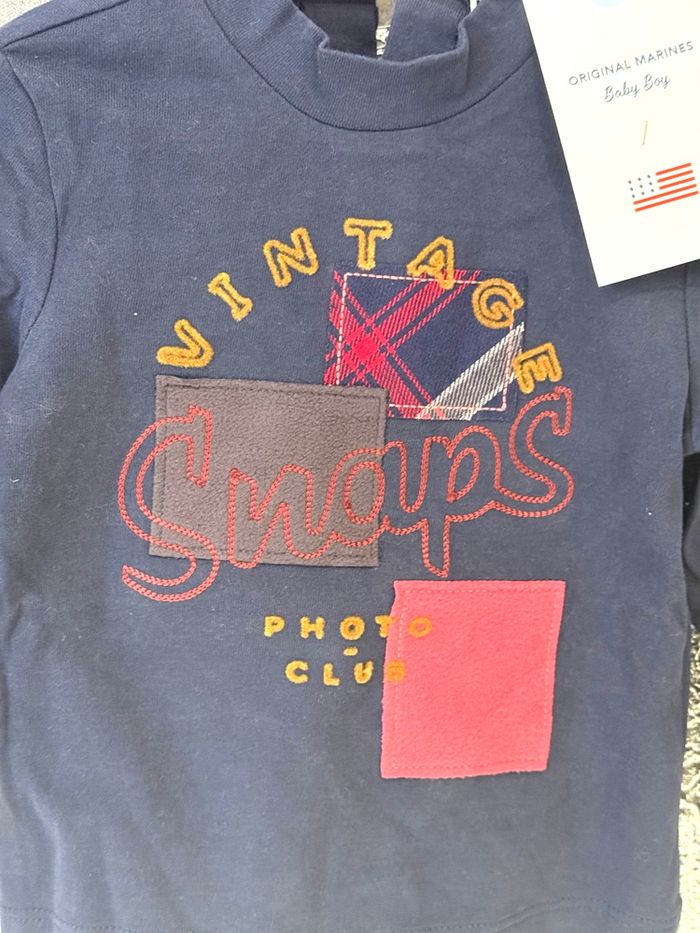 ORIGINAL MARINES
Baby Boy
VINTAGE
Snaps
PHOTO
-
CLUB